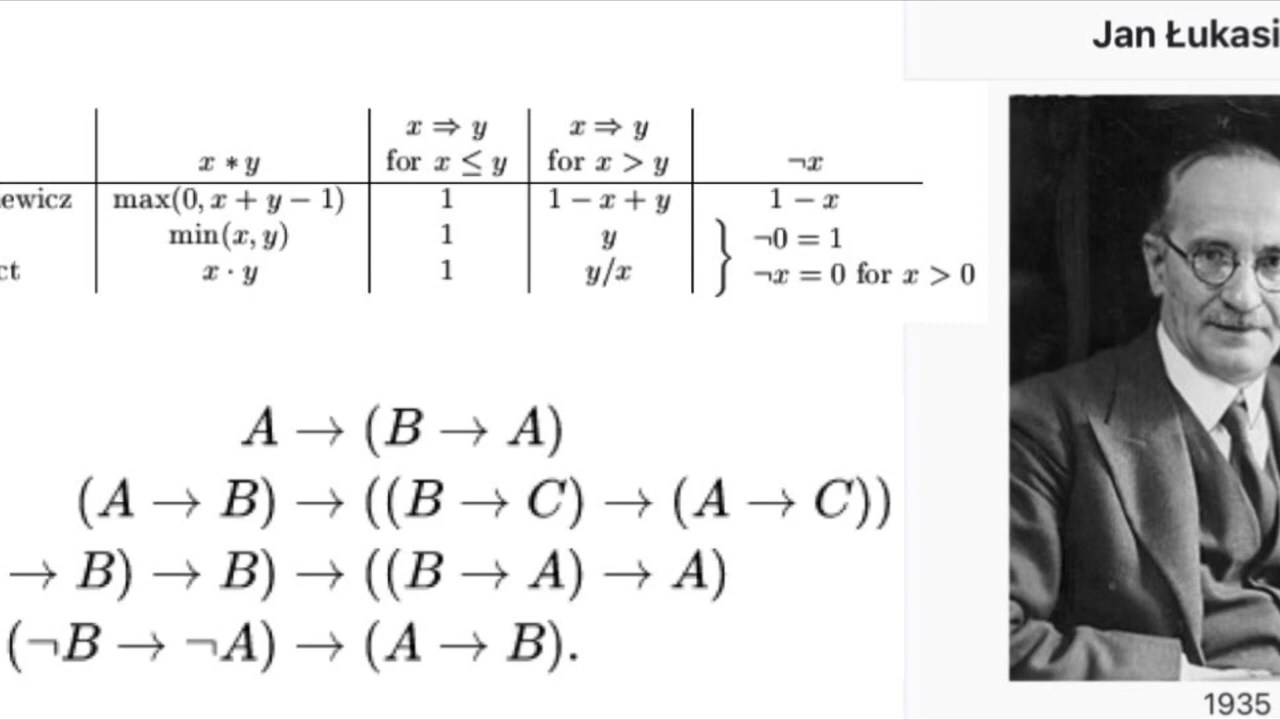 Jan Łukasi
x ⇒ y x ⇒ y
x ∗ y for x ≤ y for x > y ¬x
ewicz max(0, x + y − 1) 1 1 − x + y 1 − x
min(x, y) 1 y ¬0 = 1
ct x · y 1 y/x ¬x = 0 for x > 0
A → (B → A)
(A → B) → ((B → C) → (A → C))
→ B) → B) → ((B → A) → A)
(¬B → ¬A) → (A → B).
1935